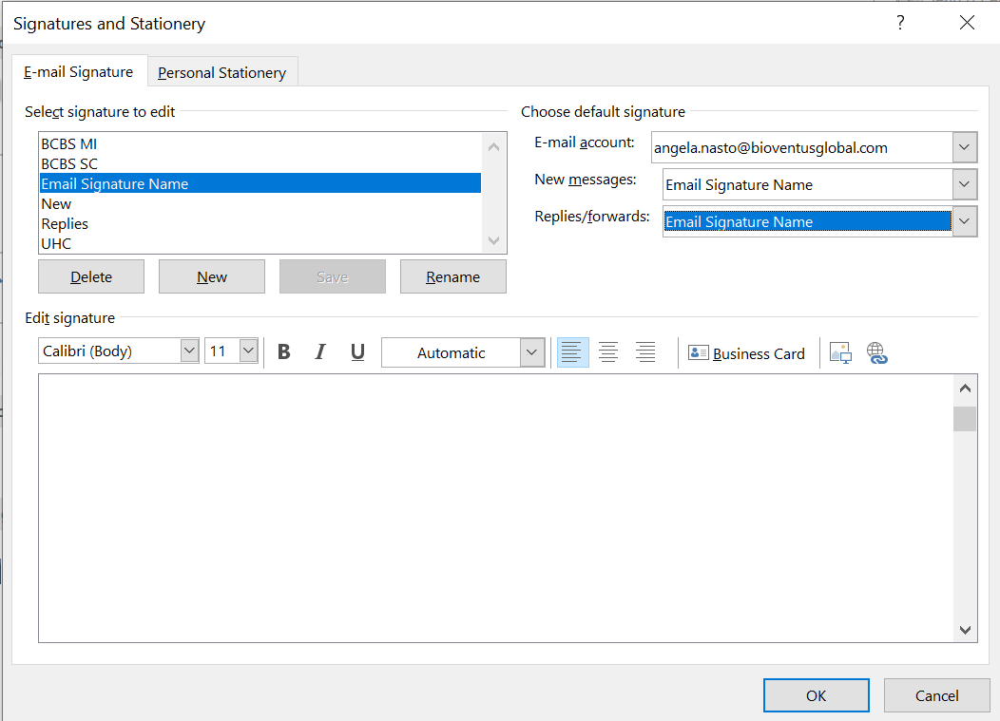 Signatures and Stationery
?
E-mail Signature
Personal Stationery
Select signature to edit
BCBS MI
BCBS SC
Email Signature Name
New
Replies
UHC
Delete
New
Save
Rename
Choose default signature
E-mail account:
angela.nasto@bioventusglobal.com
New messages:
Email Signature Name
Replies/forwards:
Email Signature Name
Edit signature
Calibri (Body)
11
B
I
U
Automatic
Business Card
OK
Cancel